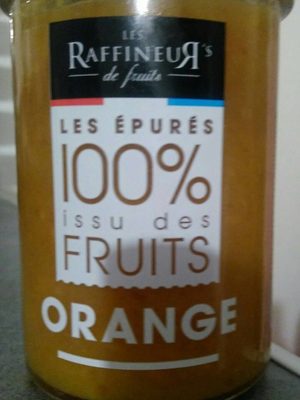 LES
RAFFINEUR's
de fruits
LES ÉPURÉS
100%
issu des
FRUITS
ORANGE